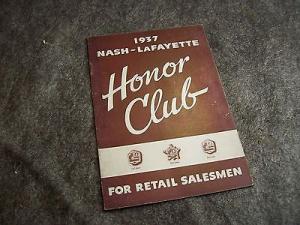 1937
NASH-LAFAYETTE
Honor
Club
FOR RETAIL SALESMEN